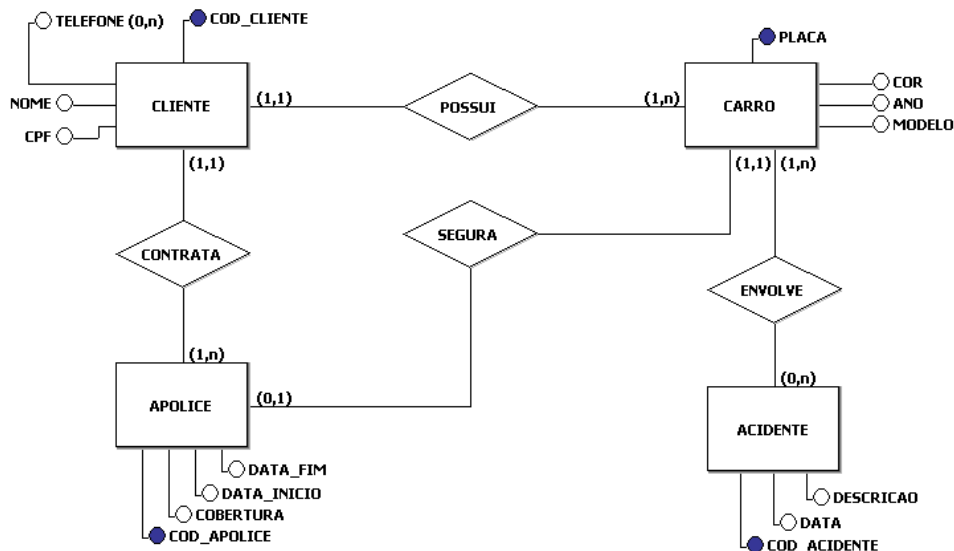 TELEFONE (0,n)
COD_CLIENTE
PLACA
NOME
CPF
CLIENTE
(1,1)
POSSUI
(1,n)
CARRO
COR
ANO
MODELO
(1,1)
(1,1)
(1,n)
CONTRATA
SEGURA
ENVOLVE
(1,n)
(0,1)
(0,n)
APOLICE
ACIDENTE
DATA_FIM
DATA_INICIO
COBERTURA
COD_APOLICE
DESCRICAO
DATA
COD_ACIDENTE